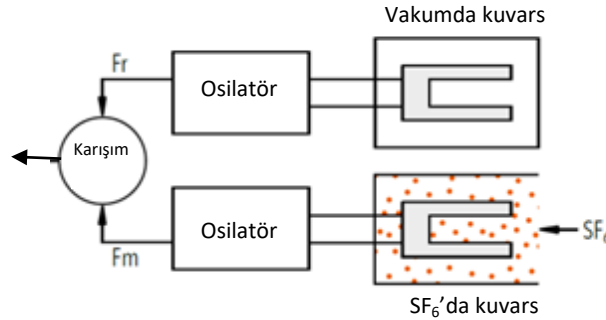 Vakumda kuvars
Fr
Osilatör
Karışım
Osilatör
Fm
SF₆
SF₆’da kuvars